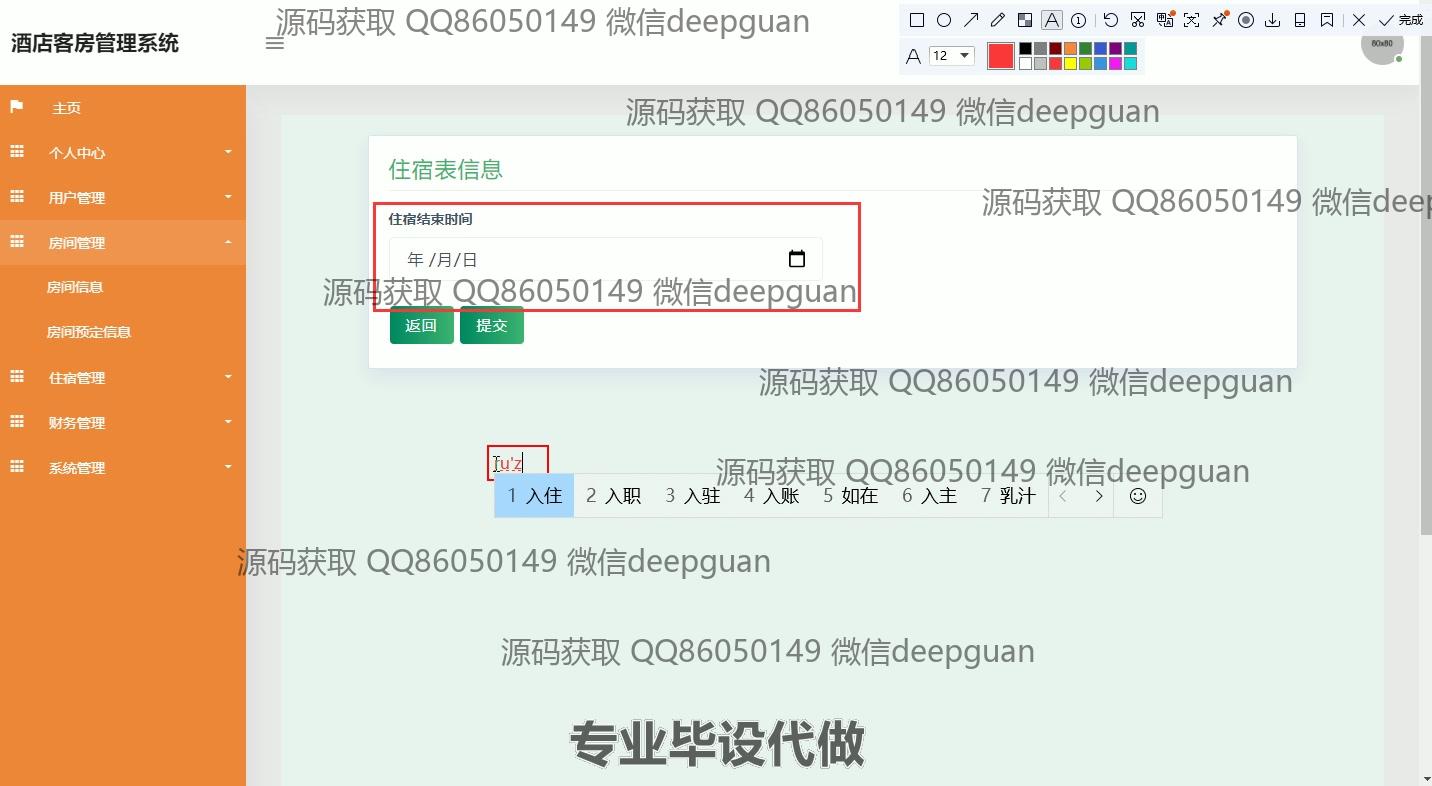 源码获取 QQ86050149 微信deepguan
完成
酒店客房管理系统
A 12
80x80
主页
源码获取 QQ86050149 微信deepguan
个人中心
住宿表信息
用户管理
源码获取 QQ86050149 微信deep
住宿结束时间
房间管理
年 /月/日
房间信息
源码获取 QQ86050149 微信deepguan
返回
提交
房间预定信息
住宿管理
源码获取 QQ86050149 微信deepguan
财务管理
系统管理
ru'z
源码获取 QQ86050149 微信deepguan
1 入住 2 入职 3 入驻 4 入账 5 如在 6 入主 7 乳汁
源码获取 QQ86050149 微信deepguan
源码获取 QQ86050149 微信deepguan
专业毕设代做